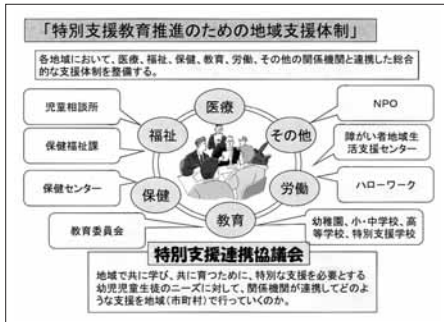 「特別支援教育推進のための地域支援体制」
各地域において、医療、福祉、保健、教育、労働、その他の関係機関と連携した総合
的な支援体制を整備する。
医療
児童相談所
福祉
その他
NPO
保健福祉課
障がい者地域生
活支援センター
保健センター
保健
労働
ハローワーク
教育委員会
教育
幼稚園、小・中学校、高
等学校、特別支援学校
特別支援連携協議会
地域で共に学び、共に育つために、特別な支援を必要とする
幼児児童生徒のニーズに対して、関係機関が連携してどのよ
うな支援を地域(市町村)で行っていくのか。